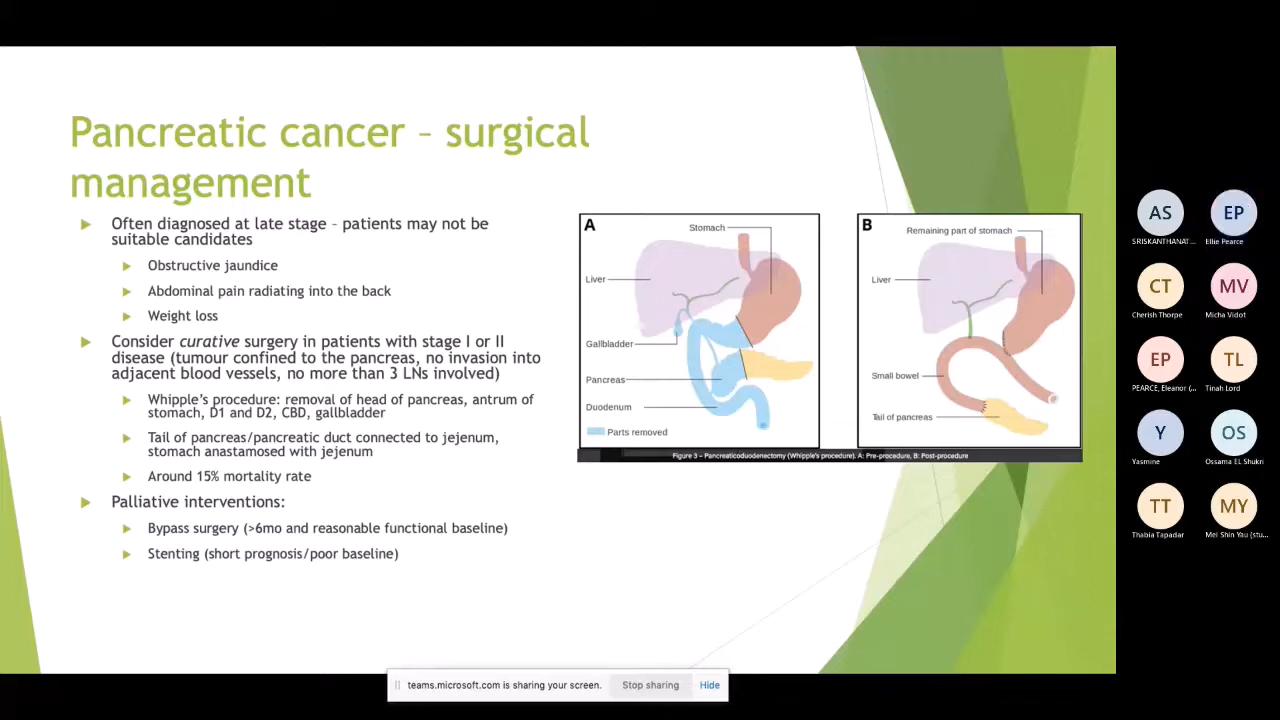 Pancreatic cancer – surgical
management
Often diagnosed at late stage – patients may not be
suitable candidates
Obstructive jaundice
Abdominal pain radiating into the back
Weight loss
Consider curative surgery in patients with stage I or II
disease (tumour confined to the pancreas, no invasion into
adjacent blood vessels, no more than 3 LNs involved)
Whipple's procedure: removal of head of pancreas, antrum of
stomach, D1 and D2, CBD, gallbladder
Tail of pancreas/pancreatic duct connected to jejenum,
stomach anastamosed with jejenum
Around 15% mortality rate
Palliative interventions:
Bypass surgery (>6mo and reasonable functional baseline)
Stenting (short prognosis/poor baseline)
A
Stomach
Liver
Gallbladder
Pancreas
Duodenum
Parts removed
B
Remaining part of stomach
Liver
Small bowel
Tail of pancreas
Figure 3 – Pancreaticoduodenectomy (Whipple's procedure). A: Pre-procedure, B: Post-procedure
AS
EP
SRISKANTHANAT...
Ellie Pearce
CT
MV
Cherish Thorpe
Micha Vidot
EP
TL
PEARCE, Eleanor (...
Tinah Lord
Y
OS
Yasmine
Ossama EL Shukri
TT
MY
Thabia Tapadar
Mei Shin Yau (stu...
teams.microsoft.com is sharing your screen.
Stop sharing
Hide